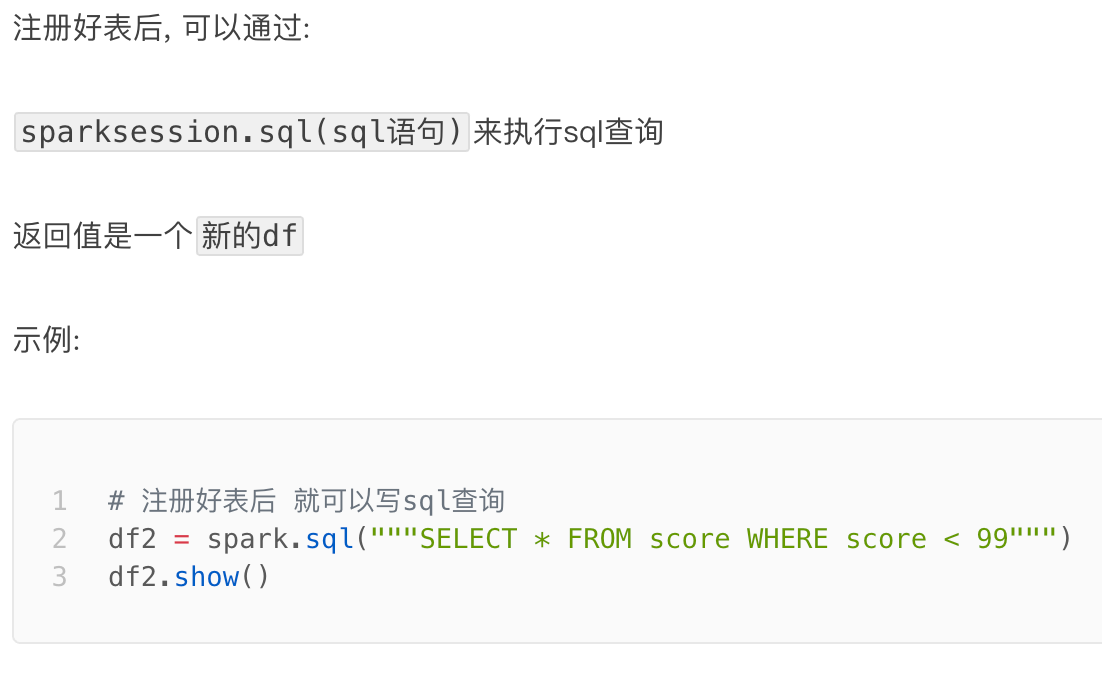 注册好表后, 可以通过:
sparksession.sql(sql语句)来执行sql查询
返回值是一个新的df
示例:
1 # 注册好表后 就可以写sql查询
2 df2 = spark.sql("""SELECT * FROM score WHERE score < 99""")
3 df2.show()